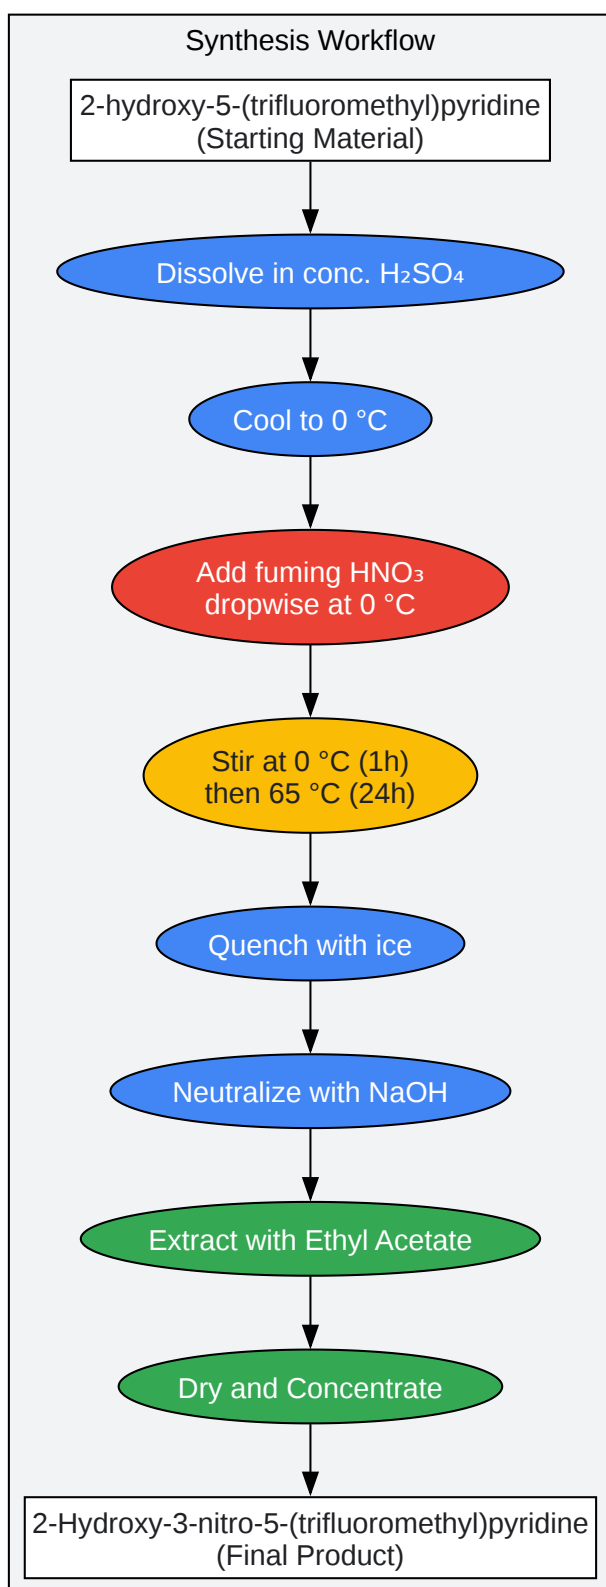 Synthesis Workflow
2-hydroxy-5-(trifluoromethyl)pyridine
(Starting Material)
Dissolve in conc. H₂SO₄
Cool to 0 °C
Add fuming HNO₃
dropwise at 0 °C
Stir at 0 °C (1h)
then 65 °C (24h)
Quench with ice
Neutralize with NaOH
Extract with Ethyl Acetate
Dry and Concentrate
2-Hydroxy-3-nitro-5-(trifluoromethyl)pyridine
(Final Product)